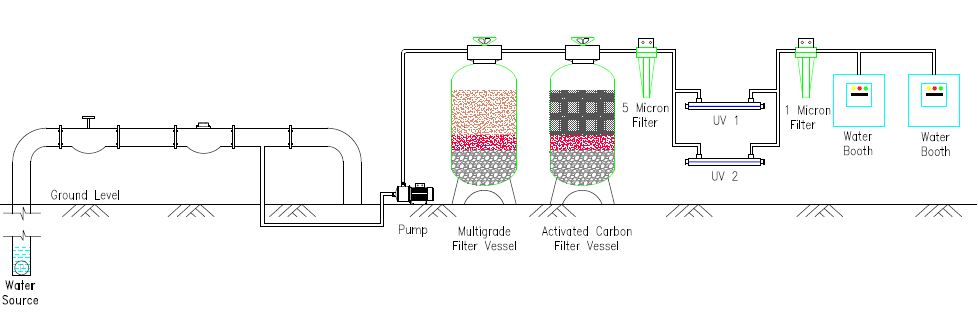 Ground Level
Water
Source
Pump
Multigrade
Filter Vessel
Activated Carbon
Filter Vessel
5 Micron
Filter
UV 1
UV 2
1 Micron
Filter
Water
Booth
Water
Booth